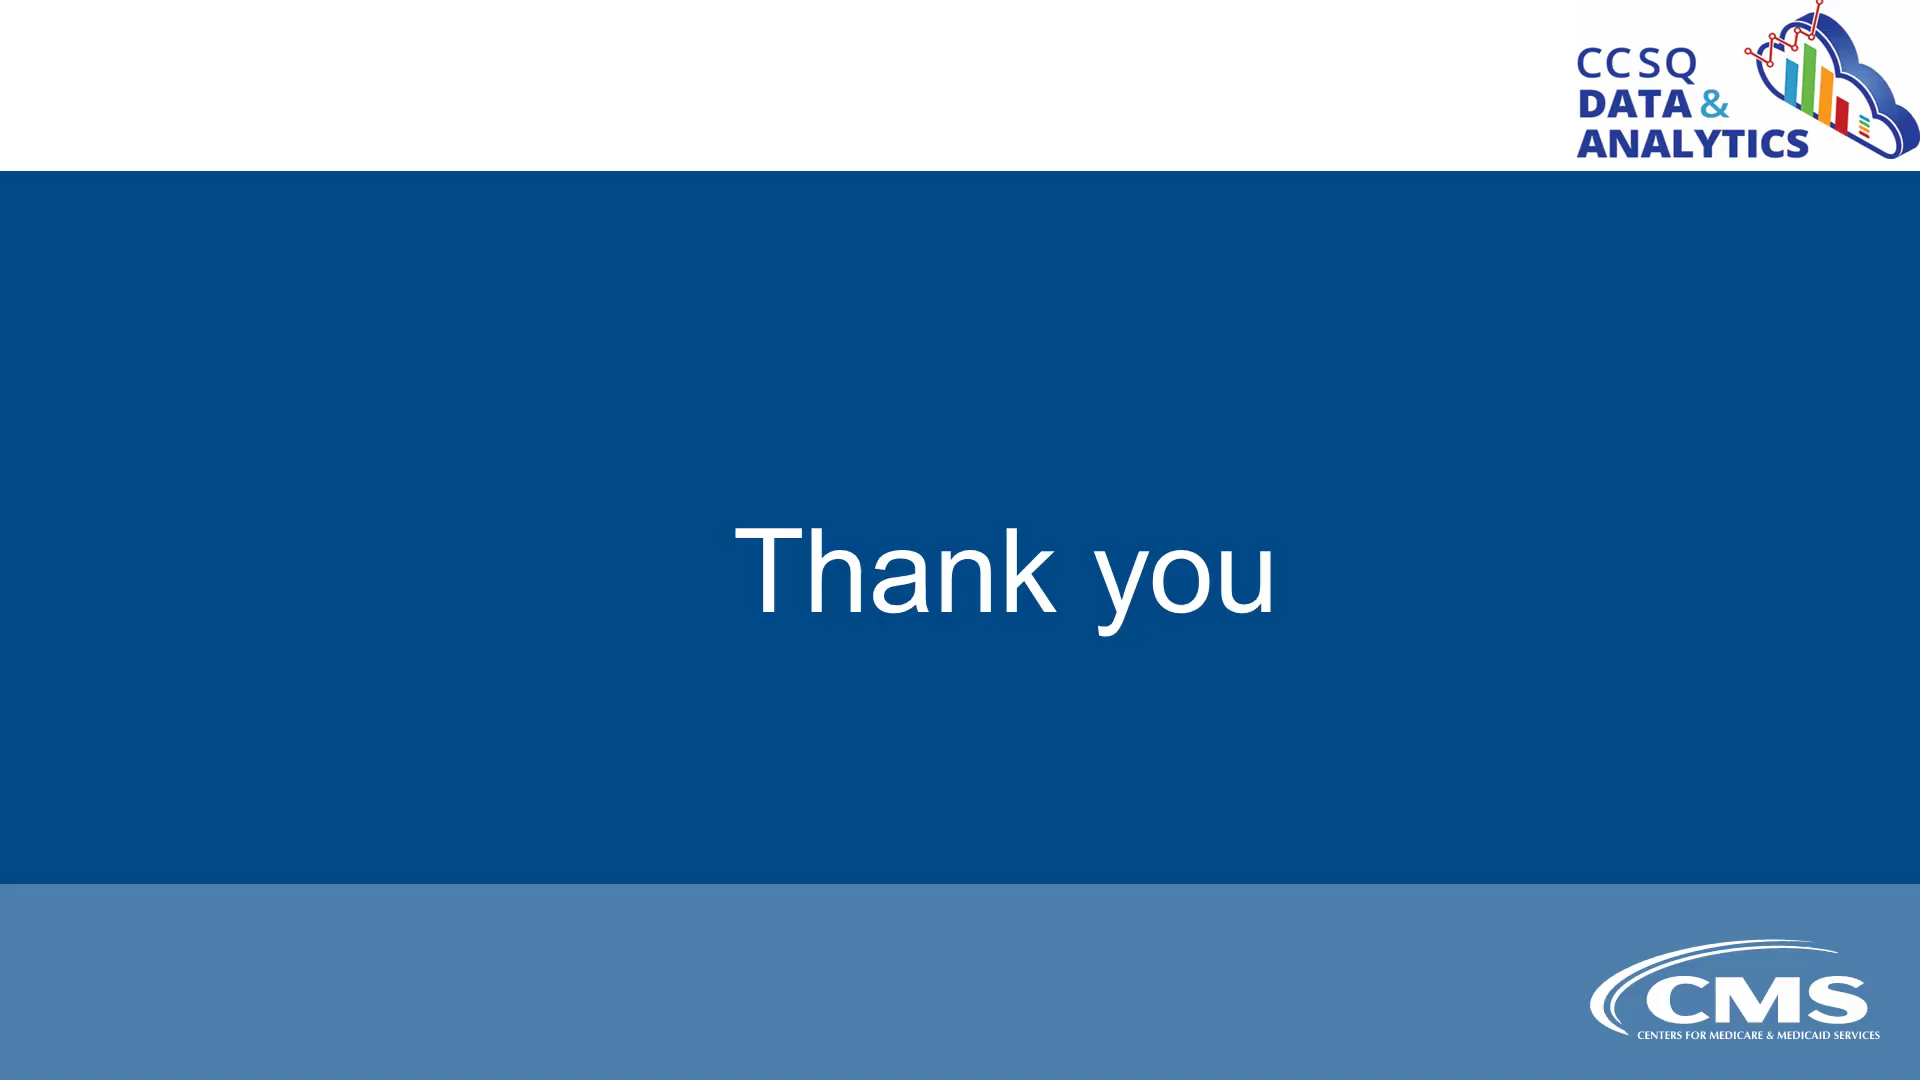 CCSQ
DATA &
ANALYTICS
Thank you
CMS
CENTERS FOR MEDICARE & MEDICAID SERVICES